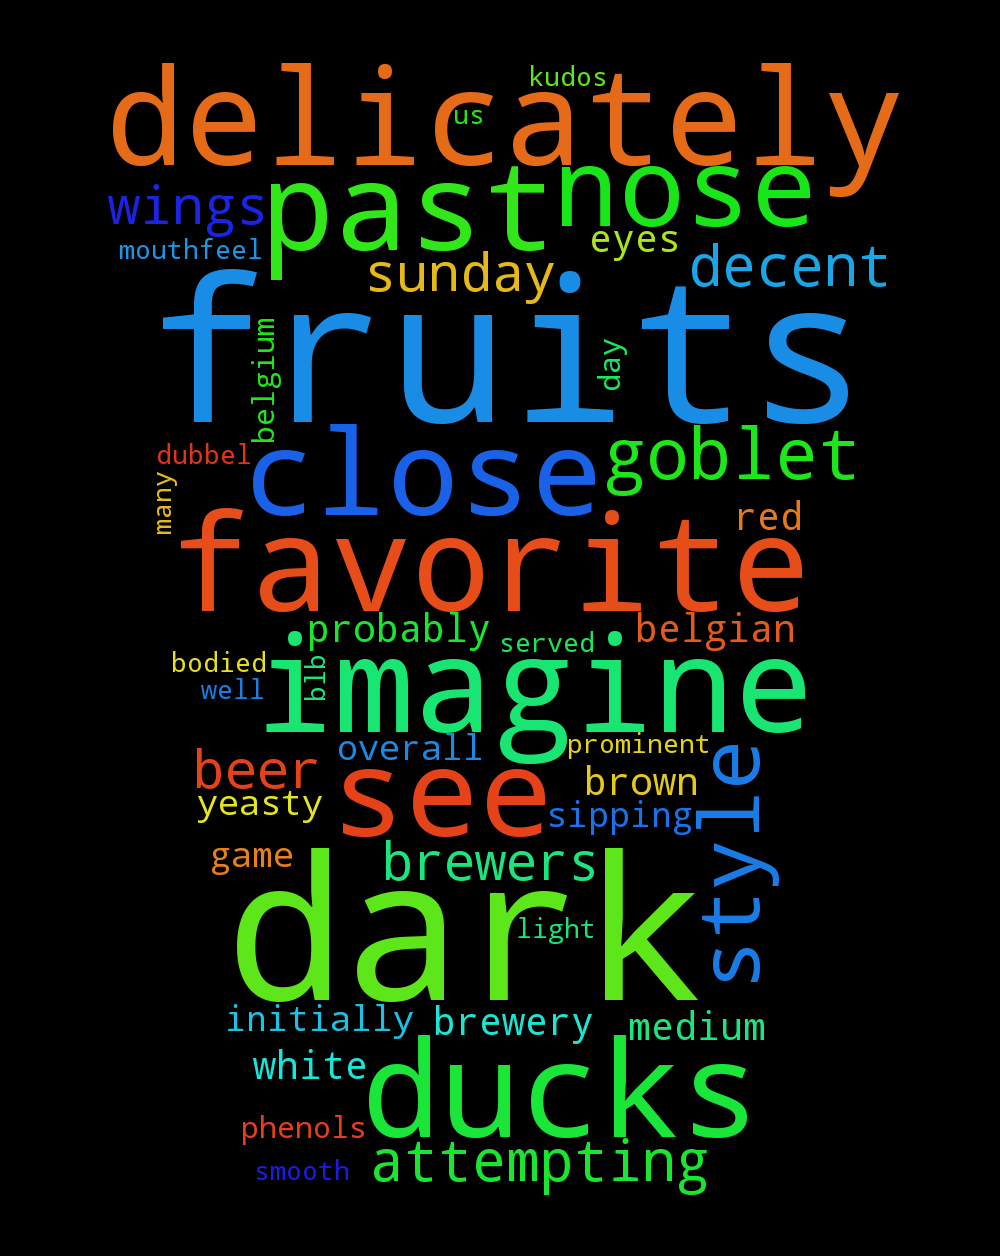 kudos
delicately
us
past
nose
wings
eyes
mouthfeel
sunday
decent
fruits
belgium
day
close
goblet
dubbel
many
red
favorite
probably
served
belgian
bodied
blb
imagine
well
overall
prominent
beer
see
brown
style
yeasty
sipping
game
brewers
dark
light
initially
brewery
medium
white
ducks
phenols
attempting
smooth